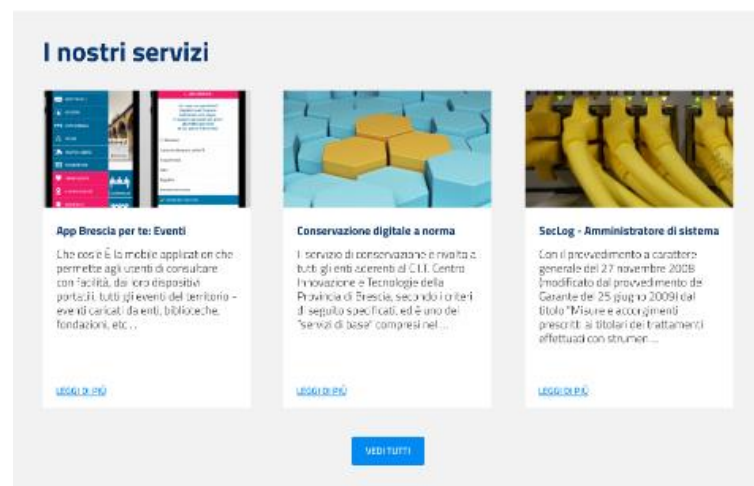 I nostri servizi
App Brescia per te: Eventi
Che cos'è È la mobile application che
permette agli utenti di consultare
con facilità, dai loro dispositivi
portatili, tutti gli eventi del territorio -
eventi caricati da enti, biblioteche,
fondazioni, etc ...
LEGGI DI PIÙ
Conservazione digitale a norma
Il servizio di conservazione è rivolto a
tutti gli enti aderenti al C.I.T. Centro
Innovazione e Tecnologie della
Provincia di Brescia, secondo i criteri
di seguito specificati, ed è uno dei
"servizi di base" compresi nel ...
LEGGI DI PIÙ
SecLog - Amministratore di sistema
Con il provvedimento a carattere
generale del 27 novembre 2008
(modificato dal provvedimento del
Garante del 25 giugno 2009) dal
titolo "Misure e accorgimenti
prescritti ai titolari dei trattamenti
effettuati con strumen ...
LEGGI DI PIÙ
VEDI TUTTI